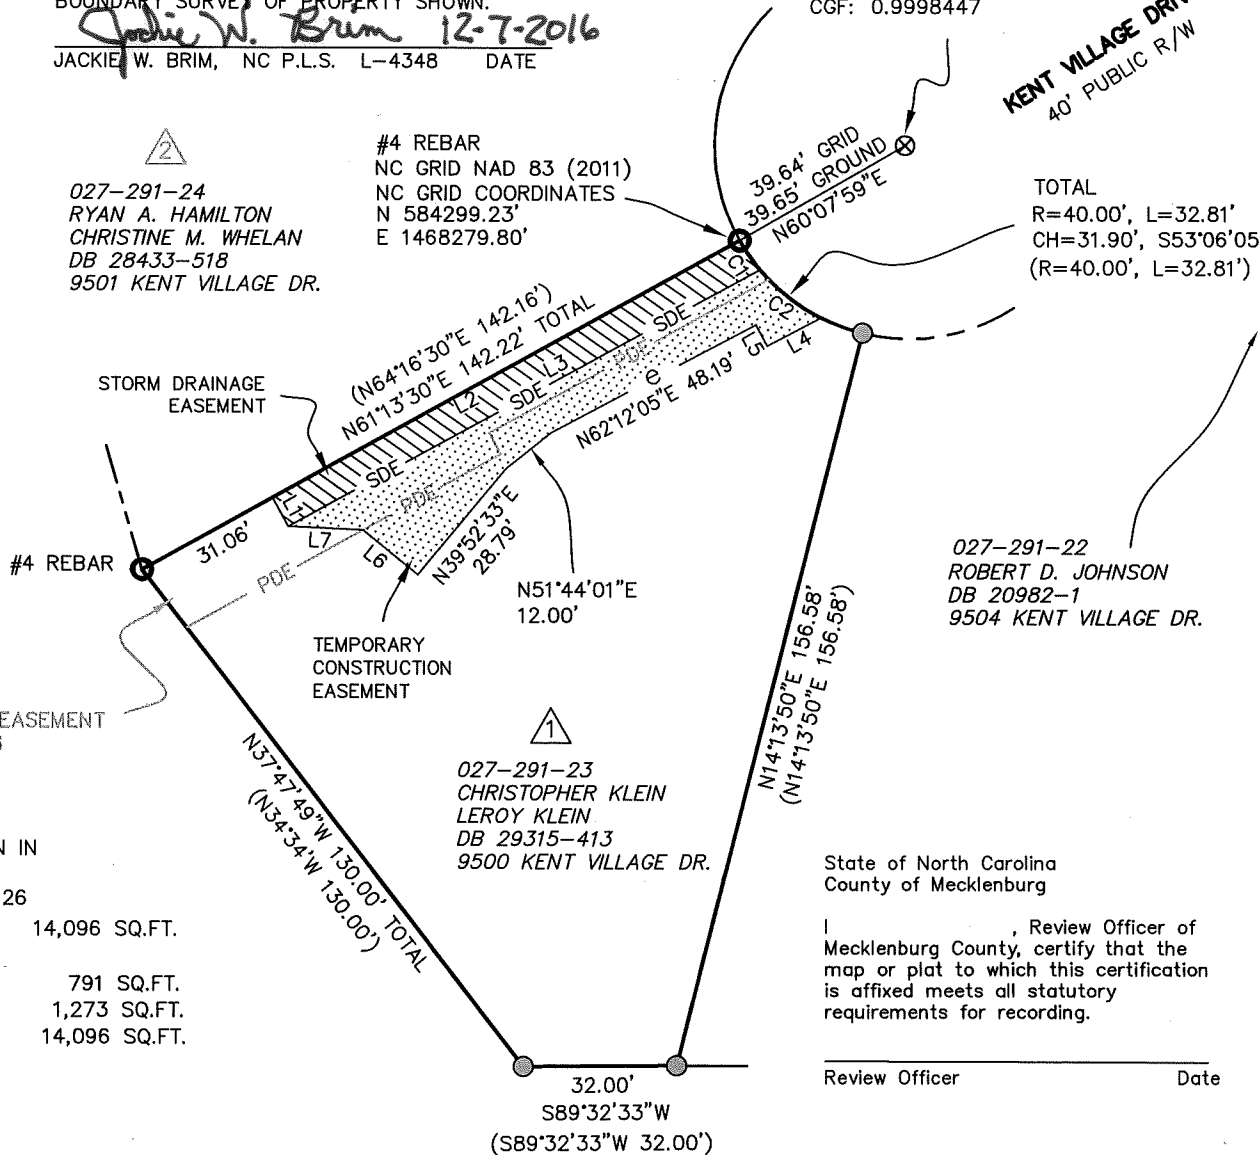 BOUNDARY SURVEY OF PROPERTY SHOWN.
Jackie W. Brim 12-7-2016
JACKIE W. BRIM, NC P.L.S. L-4348 DATE
CGF: 0.9998447
KENT VILLAGE DRIV
40' PUBLIC R/W
2
027-291-24
RYAN A. HAMILTON
CHRISTINE M. WHELAN
DB 28433-518
9501 KENT VILLAGE DR.
#4 REBAR
NC GRID NAD 83 (2011)
NC GRID COORDINATES
N 584299.23'
E 1468279.80'
39.64' GRID
39.65' GROUND
N60°07'59"E
TOTAL
R=40.00', L=32.81'
CH=31.90', S53°06'05
(R=40.00', L=32.81')
C1
C2
(N64°16'30"E 142.16')
N61°13'30"E 142.22' TOTAL
STORM DRAINAGE
EASEMENT
SDE
SDE
SDE
L2
L3
PDE
e
L5
L4
N62°12'05"E 48.19'
L1
31.06'
L7
L6
PDE
PDE
N39°52'33"E
28.79'
N51°44'01"E
12.00'
#4 REBAR
TEMPORARY
CONSTRUCTION
EASEMENT
027-291-22
ROBERT D. JOHNSON
DB 20982-1
9504 KENT VILLAGE DR.
N14°13'50"E 156.58'
(N14°13'50"E 156.58')
EASEMENT
1
027-291-23
CHRISTOPHER KLEIN
LEROY KLEIN
DB 29315-413
9500 KENT VILLAGE DR.
N37°47'49"W 130.00' TOTAL
(N34°34'W 130.00')
N IN
26
14,096 SQ.FT.
791 SQ.FT.
1,273 SQ.FT.
14,096 SQ.FT.
State of North Carolina
County of Mecklenburg
I , Review Officer of
Mecklenburg County, certify that the
map or plat to which this certification
is affixed meets all statutory
requirements for recording.
Review Officer Date
32.00'
S89°32'33"W
(S89°32'33"W 32.00')